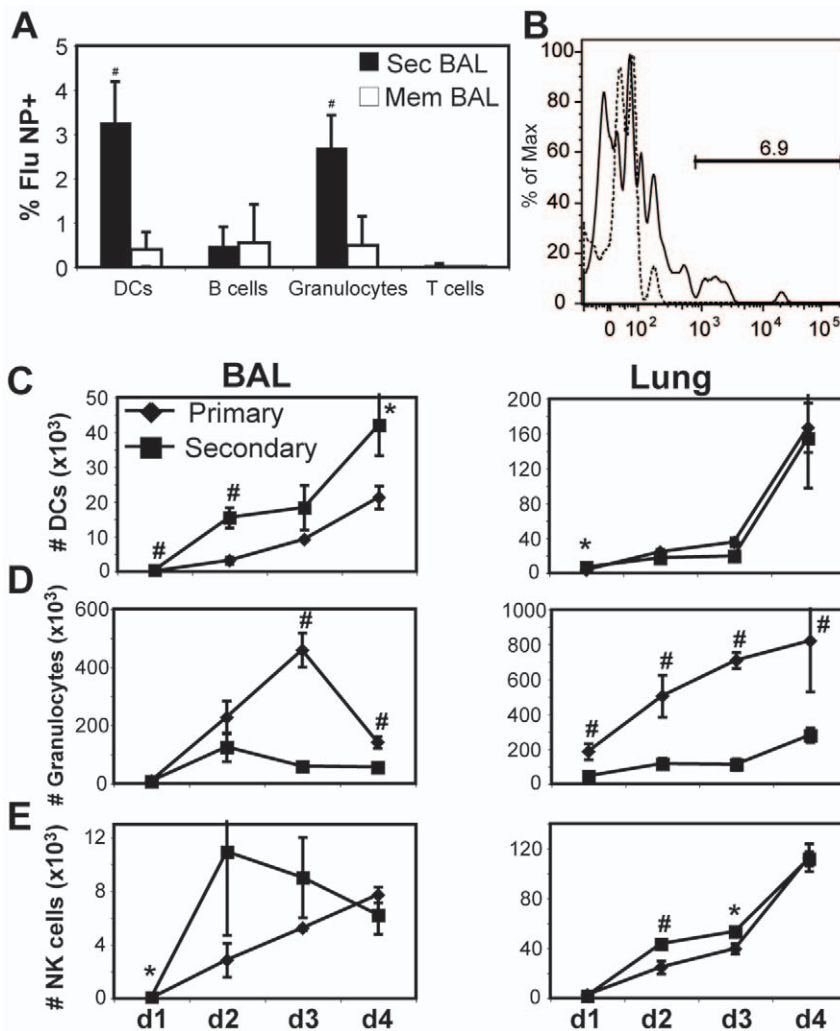 A
% Flu NP+
5
4
3
2
1
0
#
#
Sec BAL
Mem BAL
DCs
B cells
Granulocytes
T cells
B
% of Max
100
80
60
40
20
0
6.9
0 10² 10³ 10⁴ 10⁵
C
BAL
# DCs (x10³)
50
40
30
20
10
0
Primary
Secondary
#
#
*
Lung
200
160
120
80
40
0
*
D
# Granulocytes (x10³)
600
400
200
0
#
#
1000
800
600
400
200
0
#
#
#
#
E
# NK cells (x10³)
12
8
4
0
*
d1 d2 d3 d4
120
80
40
0
#
*
d1 d2 d3 d4